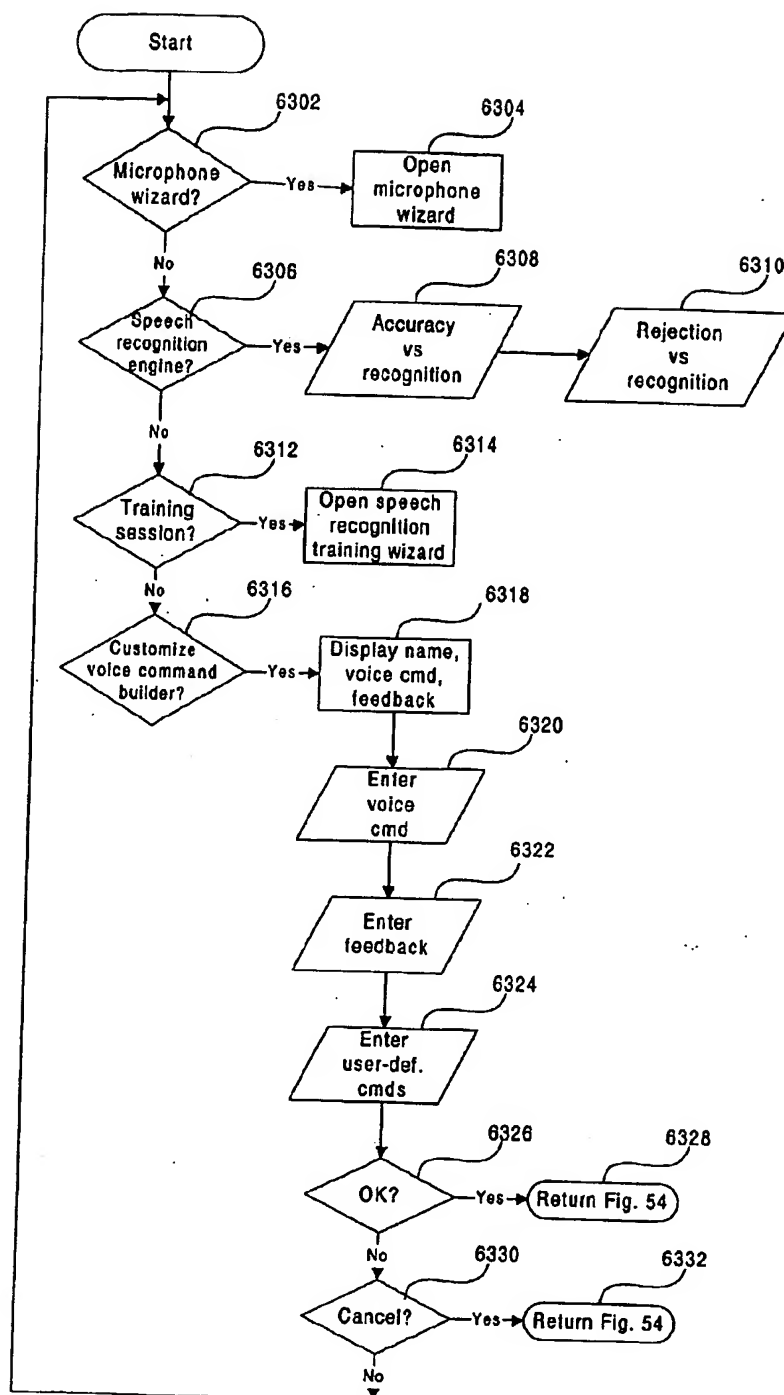 Start
6302
Microphone
wizard?
Yes
6304
Open
microphone
wizard
No
6306
Speech
recognition
engine?
Yes
6308
Accuracy
vs
recognition
6310
Rejection
vs
recognition
No
6312
Training
session?
Yes
6314
Open speech
recognition
training wizard
No
6316
Customize
voice command
builder?
Yes
6318
Display name,
voice cmd,
feedback
6320
Enter
voice
cmd
6322
Enter
feedback
6324
Enter
user-def.
cmds
6326
OK?
Yes
6328
Return Fig. 54
No
6330
Cancel?
Yes
6332
Return Fig. 54
No